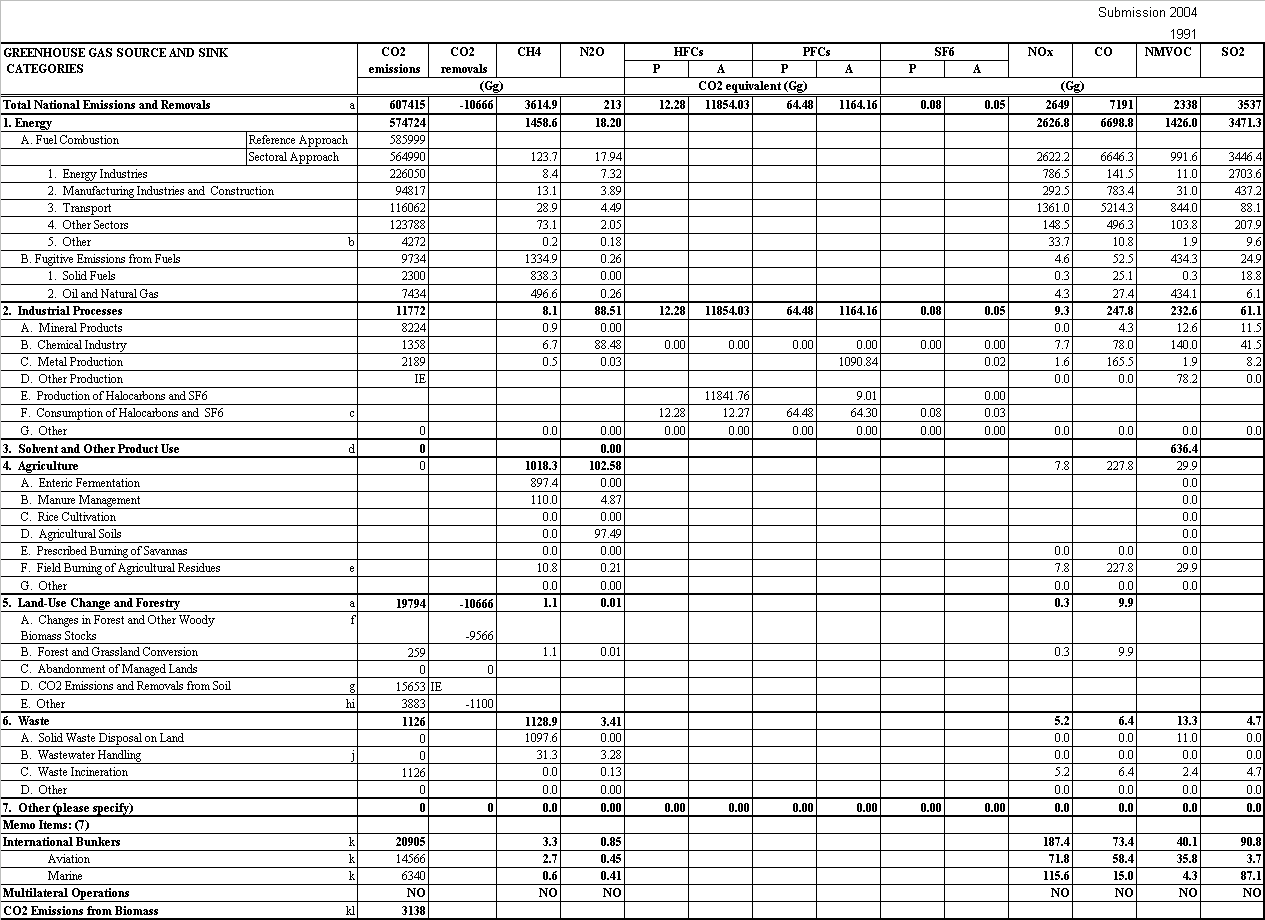 Submission 2004
1991
GREENHOUSE GAS SOURCE AND SINK CO2 CO2 CH4 N2O HFCs PFCs SF6 NOx CO NMVOC SO2
CATEGORIES emissions removals P A P A P A
(Gg) CO2 equivalent (Gg) (Gg)
Total National Emissions and Removals a 607415 -10666 3614.9 213 12.28 11854.03 64.48 1164.16 0.08 0.05 2649 7191 2338 3537
1. Energy 574724 1458.6 18.20 2626.8 6698.8 1426.0 3471.3
A. Fuel Combustion Reference Approach 585999
Sectoral Approach 564990 123.7 17.94 2622.2 6646.3 991.6 3446.4
1. Energy Industries 226050 8.4 7.32 786.5 141.5 11.0 2703.6
2. Manufacturing Industries and Construction 94817 13.1 3.89 292.5 783.4 31.0 437.2
3. Transport 116062 28.9 4.49 1361.0 5214.3 844.0 88.1
4. Other Sectors 123788 73.1 2.05 148.5 496.3 103.8 207.9
5. Other b 4272 0.2 0.18 33.7 10.8 1.9 9.6
B. Fugitive Emissions from Fuels 9734 1334.9 0.26 4.6 52.5 434.3 24.9
1. Solid Fuels 2300 838.3 0.00 0.3 25.1 0.3 18.8
2. Oil and Natural Gas 7434 496.6 0.26 4.3 27.4 434.1 6.1
2. Industrial Processes 11772 8.1 88.51 12.28 11854.03 64.48 1164.16 0.08 0.05 9.3 247.8 232.6 61.1
A. Mineral Products 8224 0.9 0.00 0.0 4.3 12.6 11.5
B. Chemical Industry 1358 6.7 88.48 0.00 0.00 0.00 0.00 0.00 0.00 7.7 78.0 140.0 41.5
C. Metal Production 2189 0.5 0.03 1090.84 0.02 1.6 165.5 1.9 8.2
D. Other Production IE 0.0 0.0 78.2 0.0
E. Production of Halocarbons and SF6 11841.76 9.01 0.00
F. Consumption of Halocarbons and SF6 c 12.28 12.27 64.48 64.30 0.08 0.03
G. Other 0 0.0 0.00 0.00 0.00 0.00 0.00 0.00 0.00 0.0 0.0 0.0 0.0
3. Solvent and Other Product Use d 0 0.00 636.4
4. Agriculture 0 1018.3 102.58 7.8 227.8 29.9
A. Enteric Fermentation 897.4 0.00 0.0
B. Manure Management 110.0 4.87 0.0
C. Rice Cultivation 0.0 0.00 0.0
D. Agricultural Soils 0.0 97.49 0.0
E. Prescribed Burning of Savannas 0.0 0.00 0.0 0.0 0.0
F. Field Burning of Agricultural Residues e 10.8 0.21 7.8 227.8 29.9
G. Other 0.0 0.00 0.0 0.0 0.0
5. Land-Use Change and Forestry a 19794 -10666 1.1 0.01 0.3 9.9
A. Changes in Forest and Other Woody f
Biomass Stocks -9566
B. Forest and Grassland Conversion 259 1.1 0.01 0.3 9.9
C. Abandonment of Managed Lands 0 0
D. CO2 Emissions and Removals from Soil g 15653 IE
E. Other hi 3883 -1100
6. Waste 1126 1128.9 3.41 5.2 6.4 13.3 4.7
A. Solid Waste Disposal on Land 0 1097.6 0.00 0.0 0.0 11.0 0.0
B. Wastewater Handling j 0 31.3 3.28 0.0 0.0 0.0 0.0
C. Waste Incineration 1126 0.0 0.13 5.2 6.4 2.4 4.7
D. Other 0 0.0 0.00 0.0 0.0 0.0 0.0
7. Other (please specify) 0 0 0.0 0.00 0.00 0.00 0.00 0.00 0.00 0.00 0.0 0.0 0.0 0.0
Memo Items: (7)
International Bunkers k 20905 3.3 0.85 187.4 73.4 40.1 90.8
Aviation k 14566 2.7 0.45 71.8 58.4 35.8 3.7
Marine k 6340 0.6 0.41 115.6 15.0 4.3 87.1
Multilateral Operations NO NO NO NO NO NO NO
CO2 Emissions from Biomass kl 3138